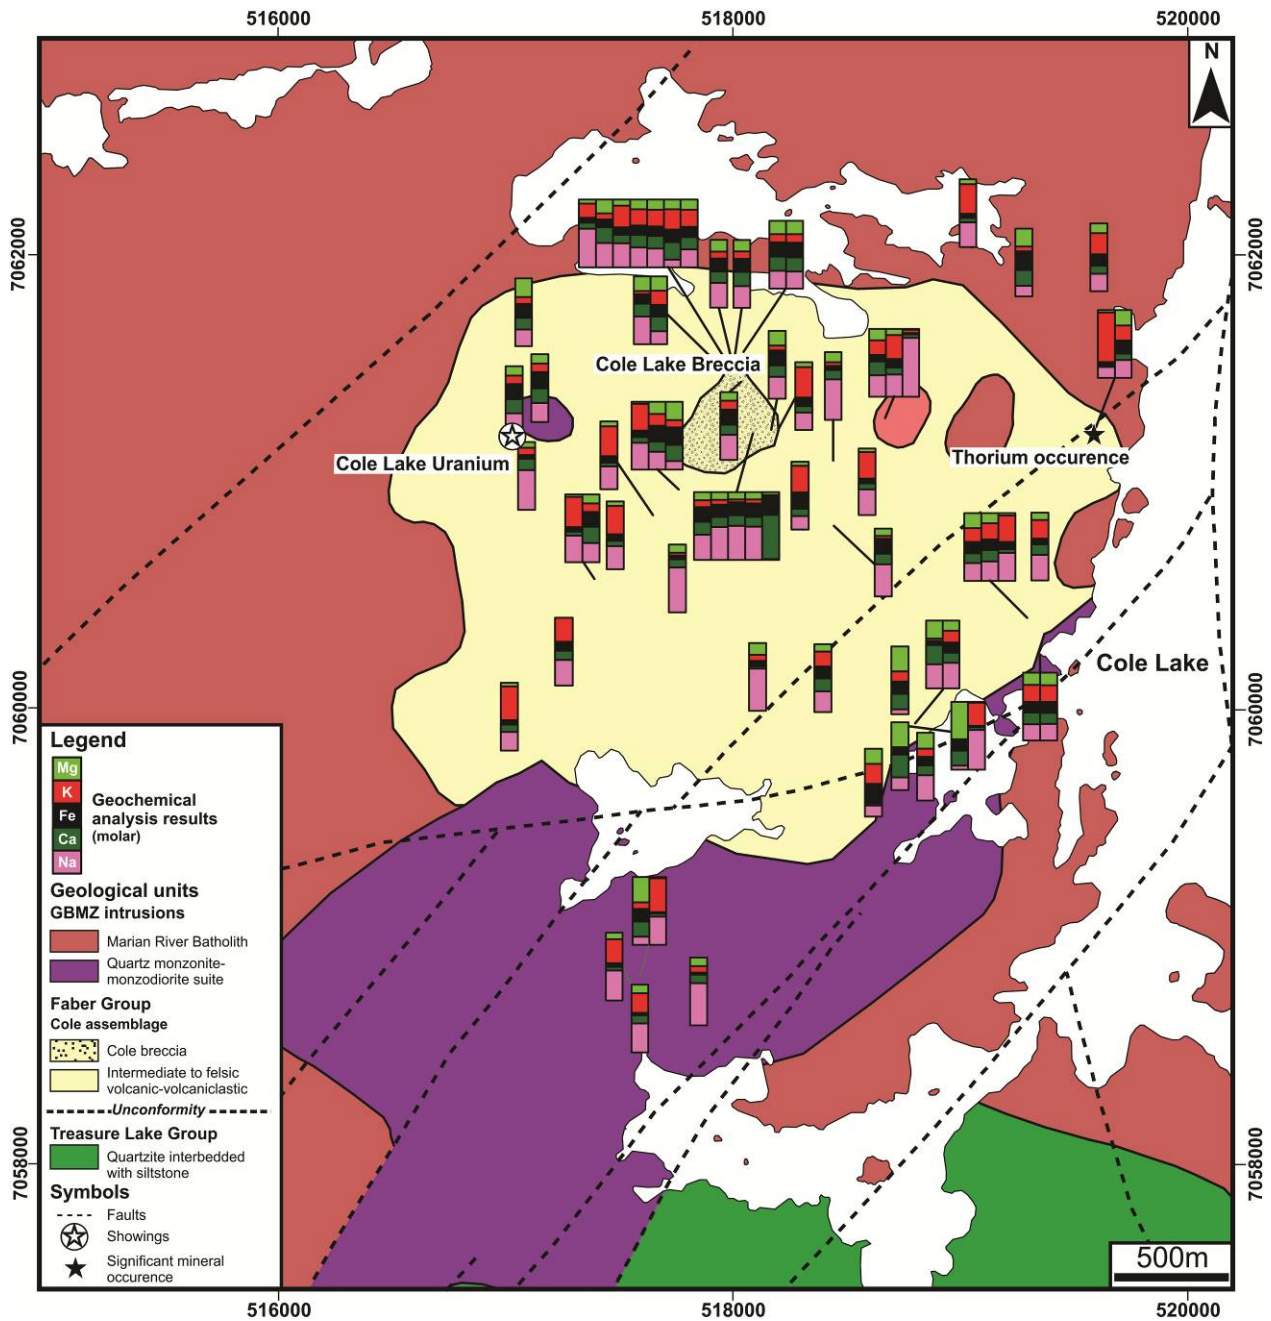 516000
518000
520000
N
7062000
7062000
Cole Lake Breccia
Cole Lake Uranium
Thorium occurence
Cole Lake
7060000
7060000
Legend
Mg
K
Fe
Ca
Na
Geochemical
analysis results
(molar)
Geological units
GBMZ intrusions
Marian River Batholith
Quartz monzonite-
monzodiorite suite
Faber Group
Cole assemblage
Cole breccia
Intermediate to felsic
volcanic-volcaniclastic
Unconformity
Treasure Lake Group
Quartzite interbedded
with siltstone
Symbols
Faults
Showings
Significant mineral
occurence
7058000
7058000
500m
516000
518000
520000